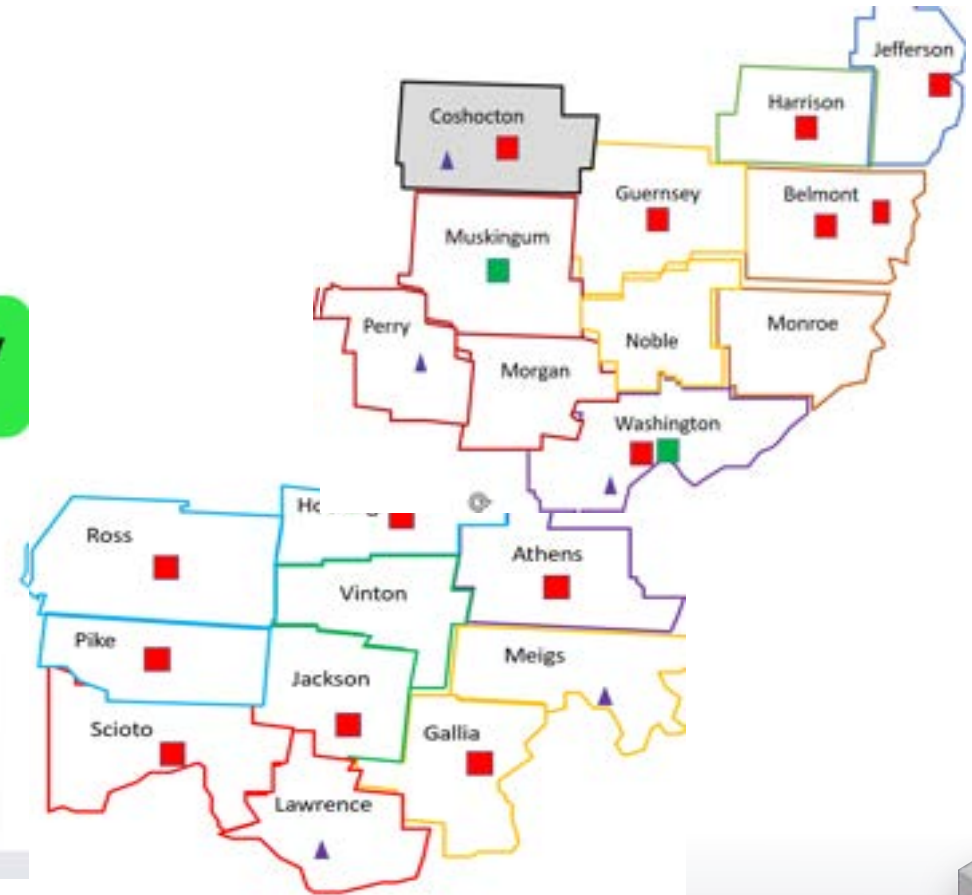 Jefferson
Harrison
Coshocton
Guernsey
Belmont
Muskingum
Perry
Morgan
Noble
Monroe
Washington
Ross
Athens
Vinton
Pike
Meigs
Jackson
Scioto
Gallia
Lawrence